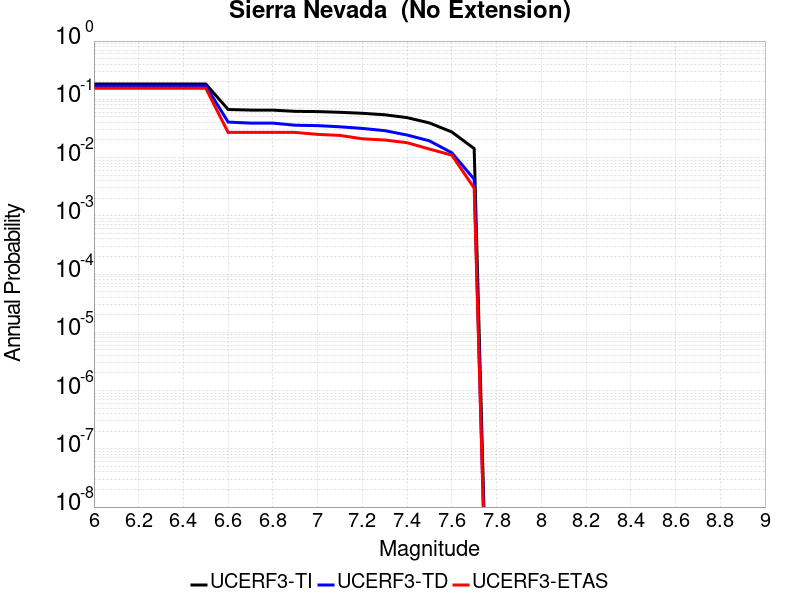 Sierra Nevada  (No Extension)
10^0
10^-1
10^-2
10^-3
10^-4
10^-5
10^-6
10^-7
10^-8
Annual Probability
6 6.2 6.4 6.6 6.8 7 7.2 7.4 7.6 7.8 8 8.2 8.4 8.6 8.8 9
Magnitude
UCERF3-TI UCERF3-TD UCERF3-ETAS